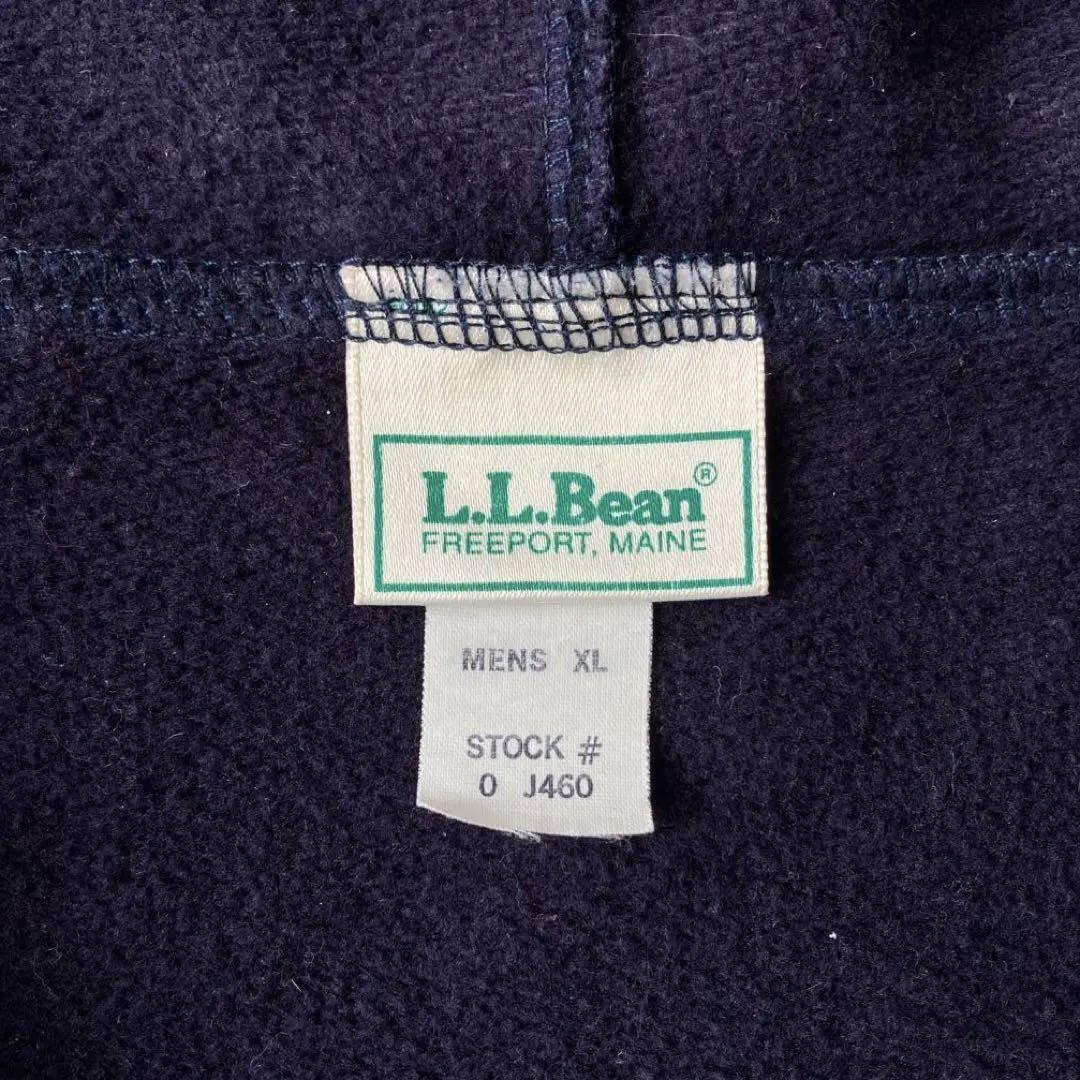 L.L.Bean®
FREEPORT, MAINE
MENS XL
STOCK #
0 J460